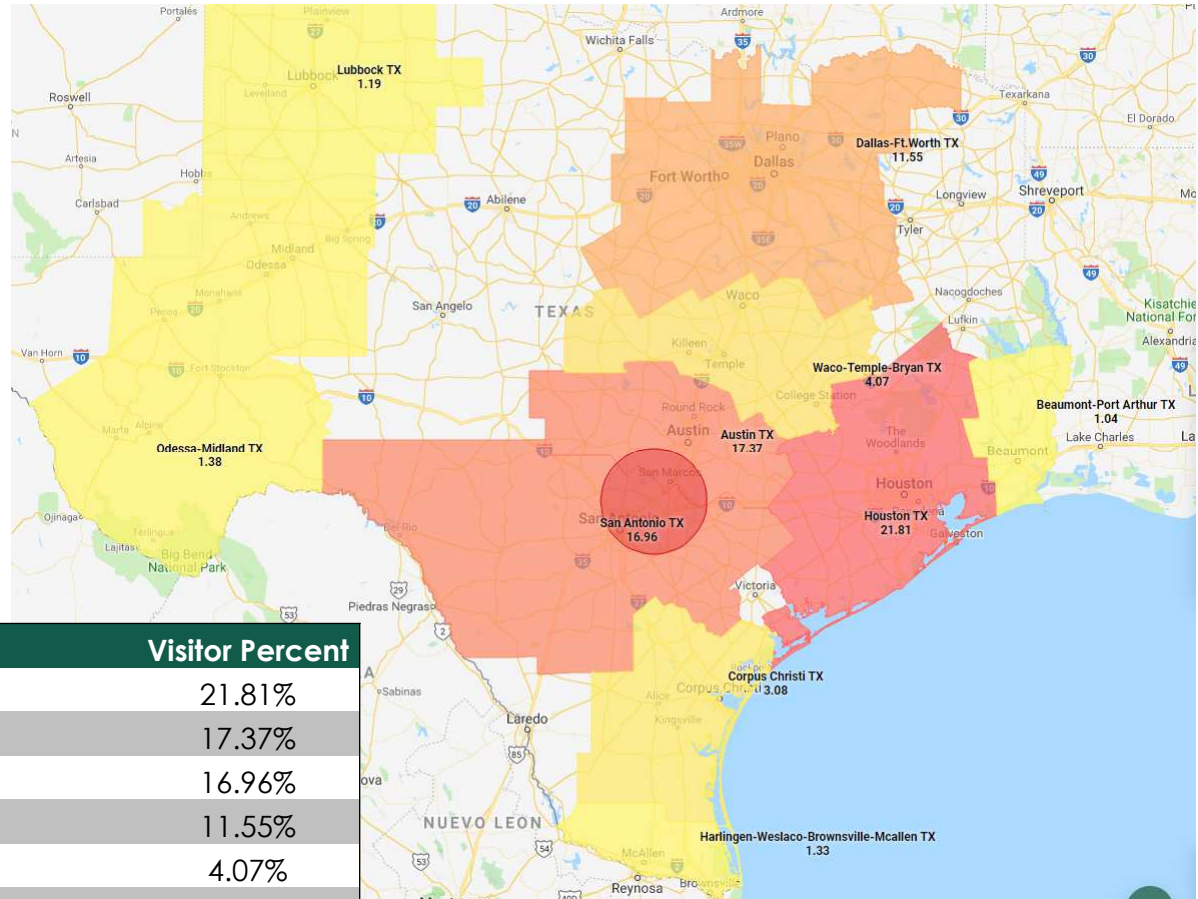 Portales
Plainview
Ardmore
Wichita Falls
Lubbock TX
1.19
Lubbock
Levelland
Roswell
Texarkana
El Dorado
Plano
Dallas-Ft.Worth TX
11.55
Dallas
Fort Worth
Artesia
Hobbs
Carlsbad
Abilene
Longview
Shreveport
Tyler
Andrews
Big Spring
Midland
Odessa
Monahans
Pecos
San Angelo
TEXAS
Waco
Nacogdoches
Lufkin
Kisatchie
National For
Alexandria
Van Horn
Fort Stockton
Killeen
Temple
Waco-Temple-Bryan TX
4.07
College Station
Round Rock
Beaumont-Port Arthur TX
1.04
Lake Charles
Marfa
Alpine
Odessa-Midland TX
1.38
Austin
Austin TX
17.37
The
Woodlands
Beaumont
San Marcos
Houston
Houston TX
21.81
Pasadena
Galveston
San Antonio
San Antonio TX
16.96
Del Rio
Ojinaga
Terlingua
Lajitas
Big Bend
National Park
Piedras Negras
Victoria
Visitor Percent
21.81%
17.37%
16.96%
11.55%
4.07%
Sabinas
Laredo
Corpus Christi TX
3.08
Alice
Corpus Christi
Kingsville
NUEVO LEON
Harlingen-Weslaco-Brownsville-Mcallen TX
1.33
McAllen
Reynosa
Brownsville